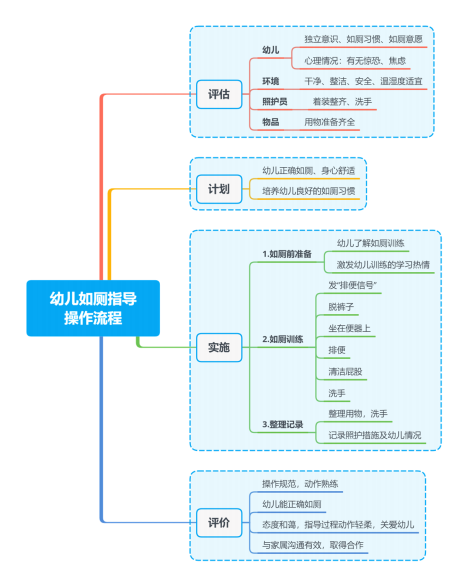 幼儿如厕指导
操作流程
评估
幼儿
独立意识、如厕习惯、如厕意愿
心理情况：有无惊恐、焦虑
环境
干净、整洁、安全、温湿度适宜
照护员
着装整齐、洗手
物品
用物准备齐全
计划
幼儿正确如厕、身心舒适
培养幼儿良好的如厕习惯
实施
1.如厕前准备
幼儿了解如厕训练
激发幼儿训练的学习热情
2.如厕训练
发“排便信号”
脱裤子
坐在便器上
排便
清洁屁股
洗手
3.整理记录
整理用物，洗手
记录照护措施及幼儿情况
评价
操作规范，动作熟练
幼儿能正确如厕
态度和蔼，指导过程动作轻柔，关爱幼儿
与家属沟通有效，取得合作